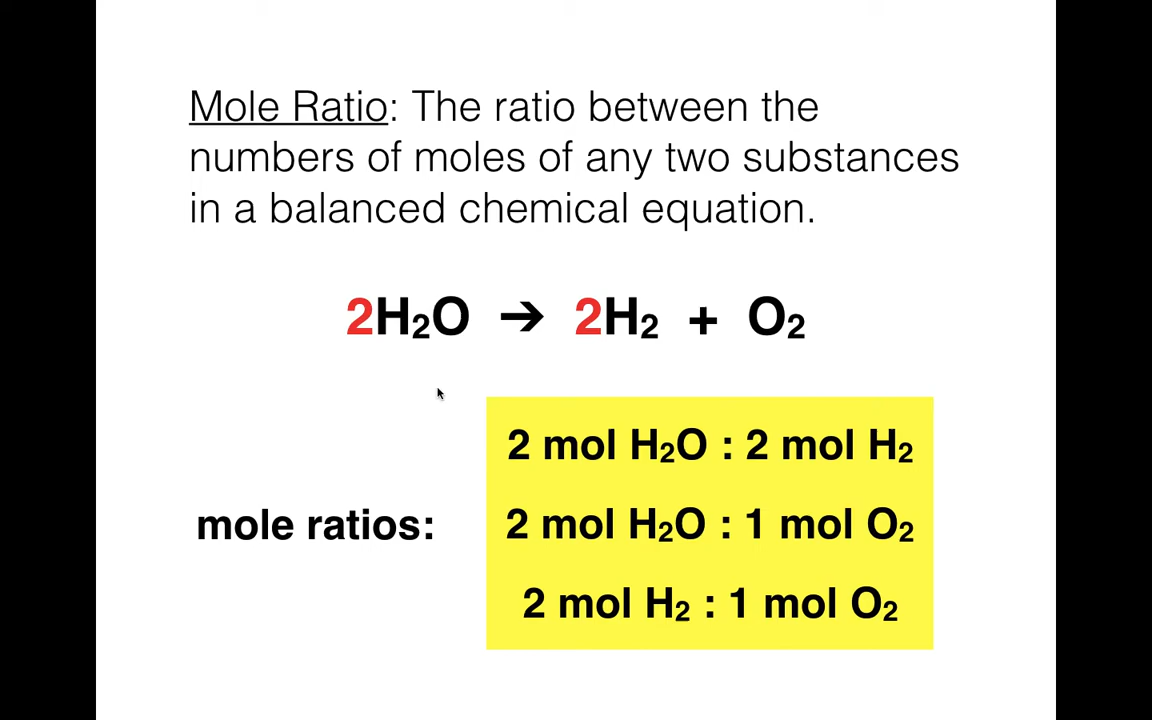 Mole Ratio: The ratio between the
numbers of moles of any two substances
in a balanced chemical equation.
2H₂O ➔ 2H₂ + O₂
2 mol H₂O : 2 mol H₂
mole ratios: 2 mol H₂O : 1 mol O₂
2 mol H₂ : 1 mol O₂